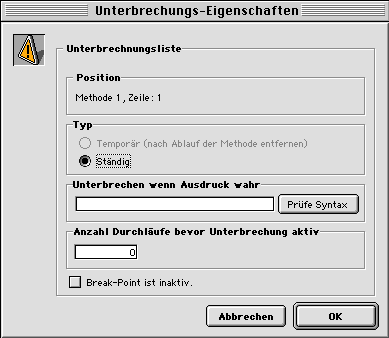 Unterbrechungs-Eigenschaften
Unterbrechnungsliste
Position
Methode 1, Zeile: 1
Typ
Temporär (nach Ablauf der Methode entfernen)
Ständig
Unterbrechen wenn Ausdruck wahr
Prüfe Syntax
Anzahl Durchläufe bevor Unterbrechung aktiv
0
Break-Point ist inaktiv.
Abbrechen OK